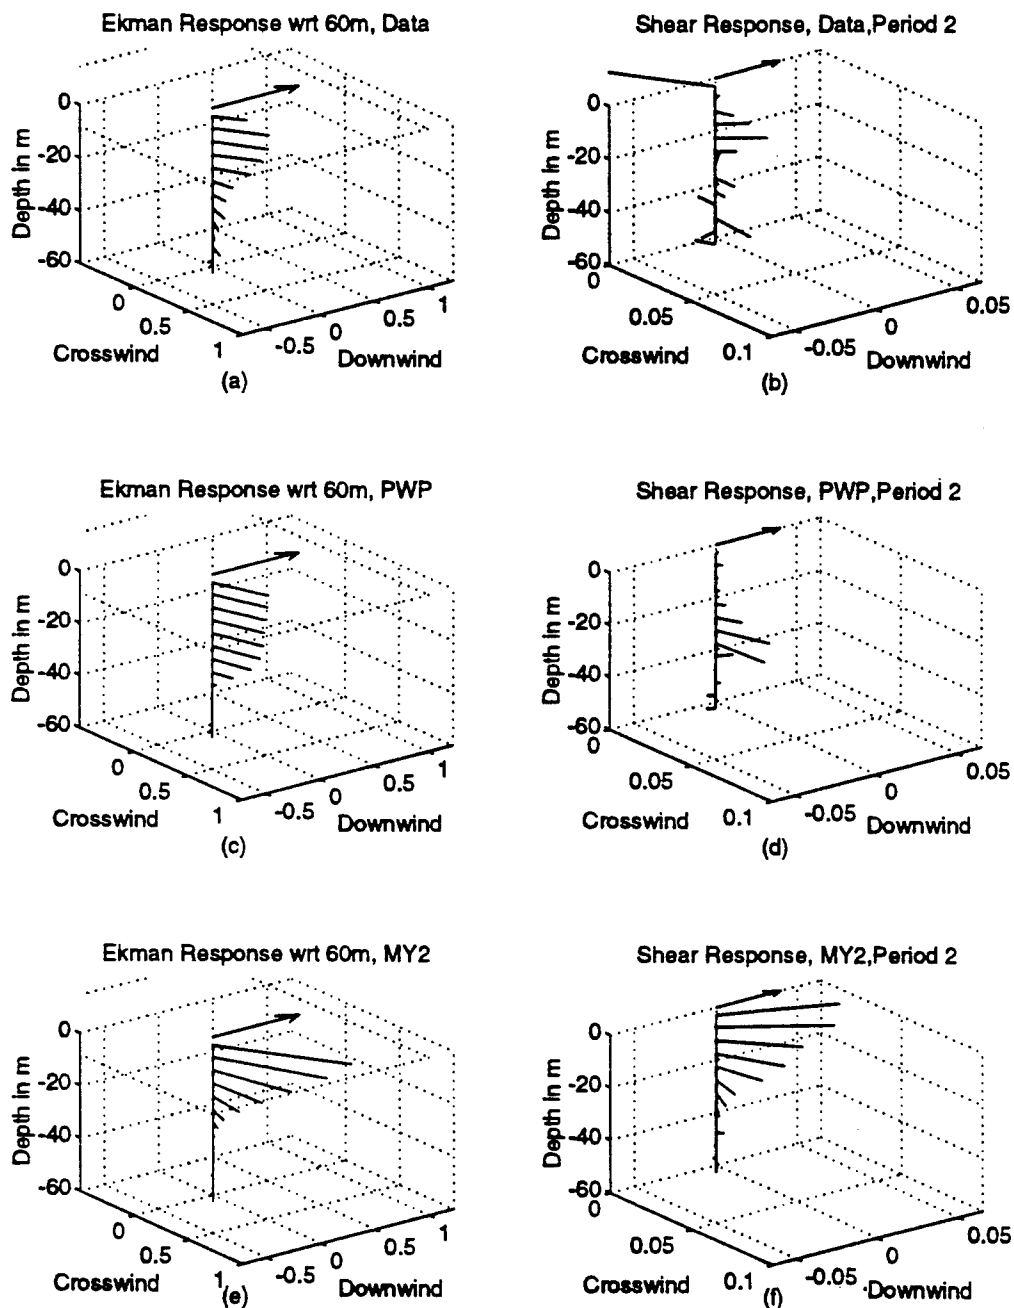 Ekman Response wrt 60m, Data
0
-20
-40
-60
Depth in m
0
0.5
1
Crosswind
-0.5
0
0.5
1
Downwind
(a)
Shear Response, Data,Period 2
0
-20
-40
-60
Depth in m
0
0.05
0.1
Crosswind
-0.05
0
0.05
Downwind
(b)
Ekman Response wrt 60m, PWP
0
-20
-40
-60
Depth in m
0
0.5
1
Crosswind
-0.5
0
0.5
1
Downwind
(c)
Shear Response, PWP,Period 2
0
-20
-40
-60
Depth in m
0
0.05
0.1
Crosswind
-0.05
0
0.05
Downwind
(d)
Ekman Response wrt 60m, MY2
0
-20
-40
-60
Depth in m
0
0.5
1
Crosswind
-0.5
0
0.5
1
Downwind
(e)
Shear Response, MY2,Period 2
0
-20
-40
-60
Depth in m
0
0.05
0.1
Crosswind
-0.05
0
0.05
Downwind
(f)